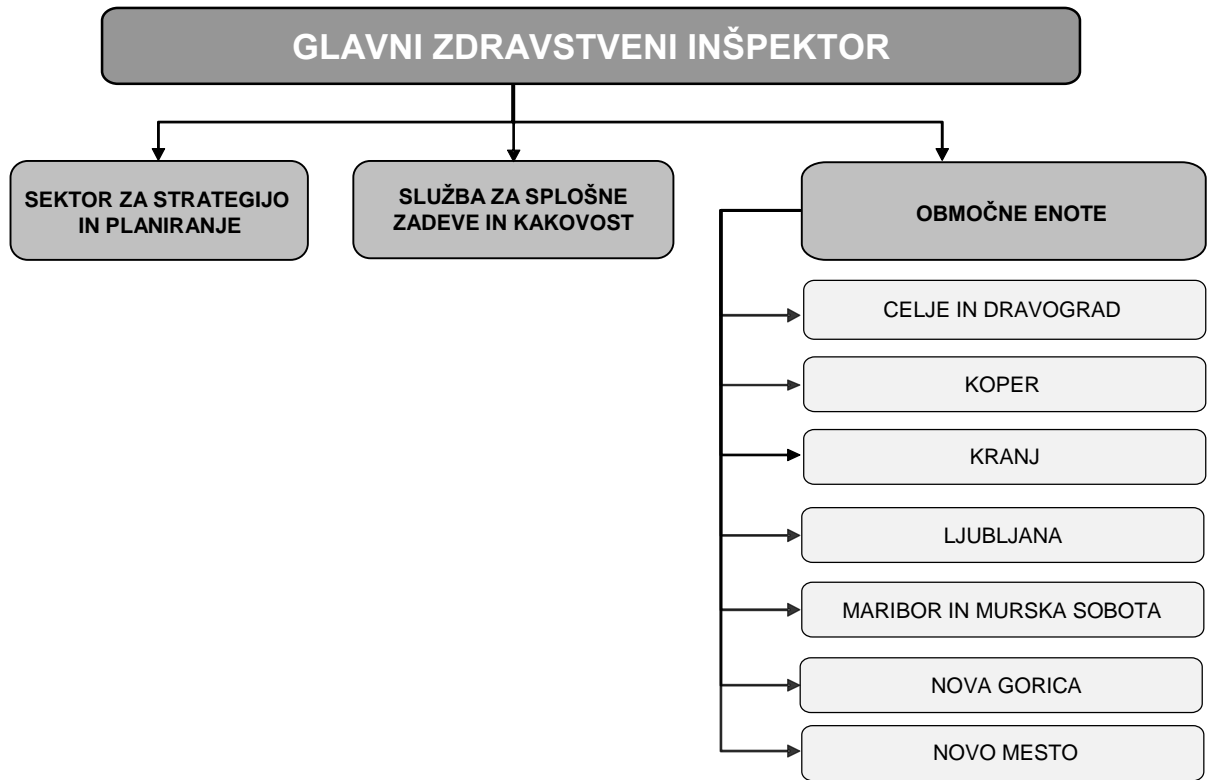 GLAVNI ZDRAVSTVENI INŠPEKTOR
SEKTOR ZA STRATEGIJO
IN PLANIRANJE
SLUŽBA ZA SPLOŠNE
ZADEVE IN KAKOVOST
OBMOČNE ENOTE
CELJE IN DRAVOGRAD
KOPER
KRANJ
LJUBLJANA
MARIBOR IN MURSKA SOBOTA
NOVA GORICA
NOVO MESTO